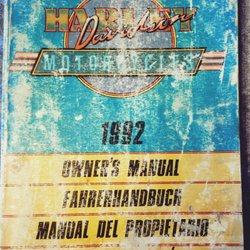 HARLEY
Davidson
MOTORCYCLES
1992
OWNER'S MANUAL
FAHRERHANDBUCH
MANUAL DEL PROPIETARIO